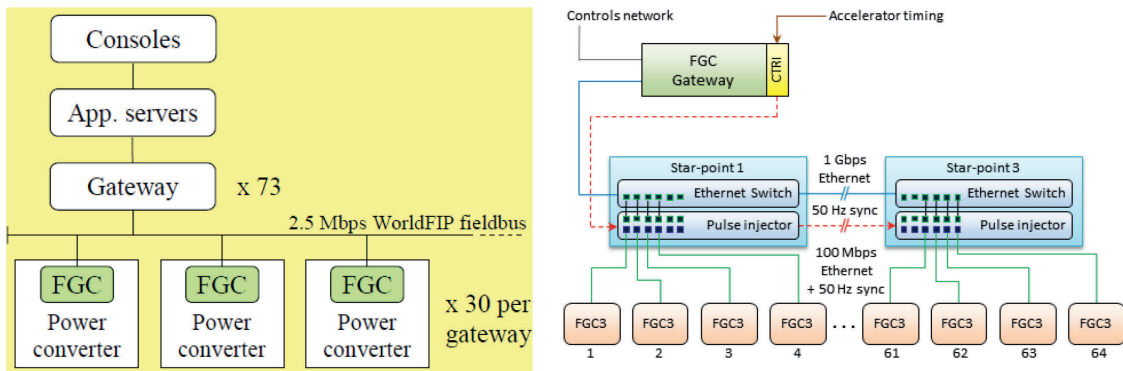 Consoles
App. servers
Gateway
x 73
2.5 Mbps WorldFIP fieldbus
FGC
FGC
FGC
Power
converter
Power
converter
Power
converter
x 30 per
gateway
Controls network
Accelerator timing
FGC
Gateway
CTRI
Star-point 1
Ethernet Switch
Pulse injector
1 Gbps
Ethernet
50 Hz sync
Star-point 3
Ethernet Switch
Pulse injector
100 Mbps
Ethernet
+ 50 Hz sync
FGC3
FGC3
FGC3
FGC3
...
FGC3
FGC3
FGC3
FGC3
1
2
3
4
61
62
63
64